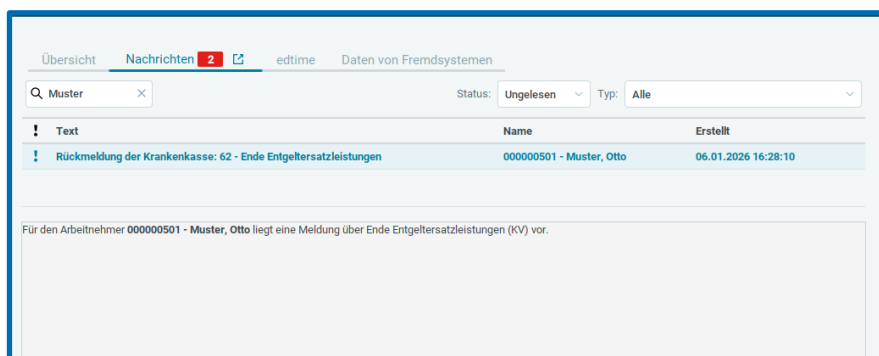 Übersicht Nachrichten 2 edtime Daten von Fremdsystemen
Muster Status: Ungelesen Typ: Alle
! Text Name Erstellt
! Rückmeldung der Krankenkasse: 62 - Ende Entgeltersatzleistungen 000000501 - Muster, Otto 06.01.2026 16:28:10
Für den Arbeitnehmer 000000501 - Muster, Otto liegt eine Meldung über Ende Entgeltersatzleistungen (KV) vor.